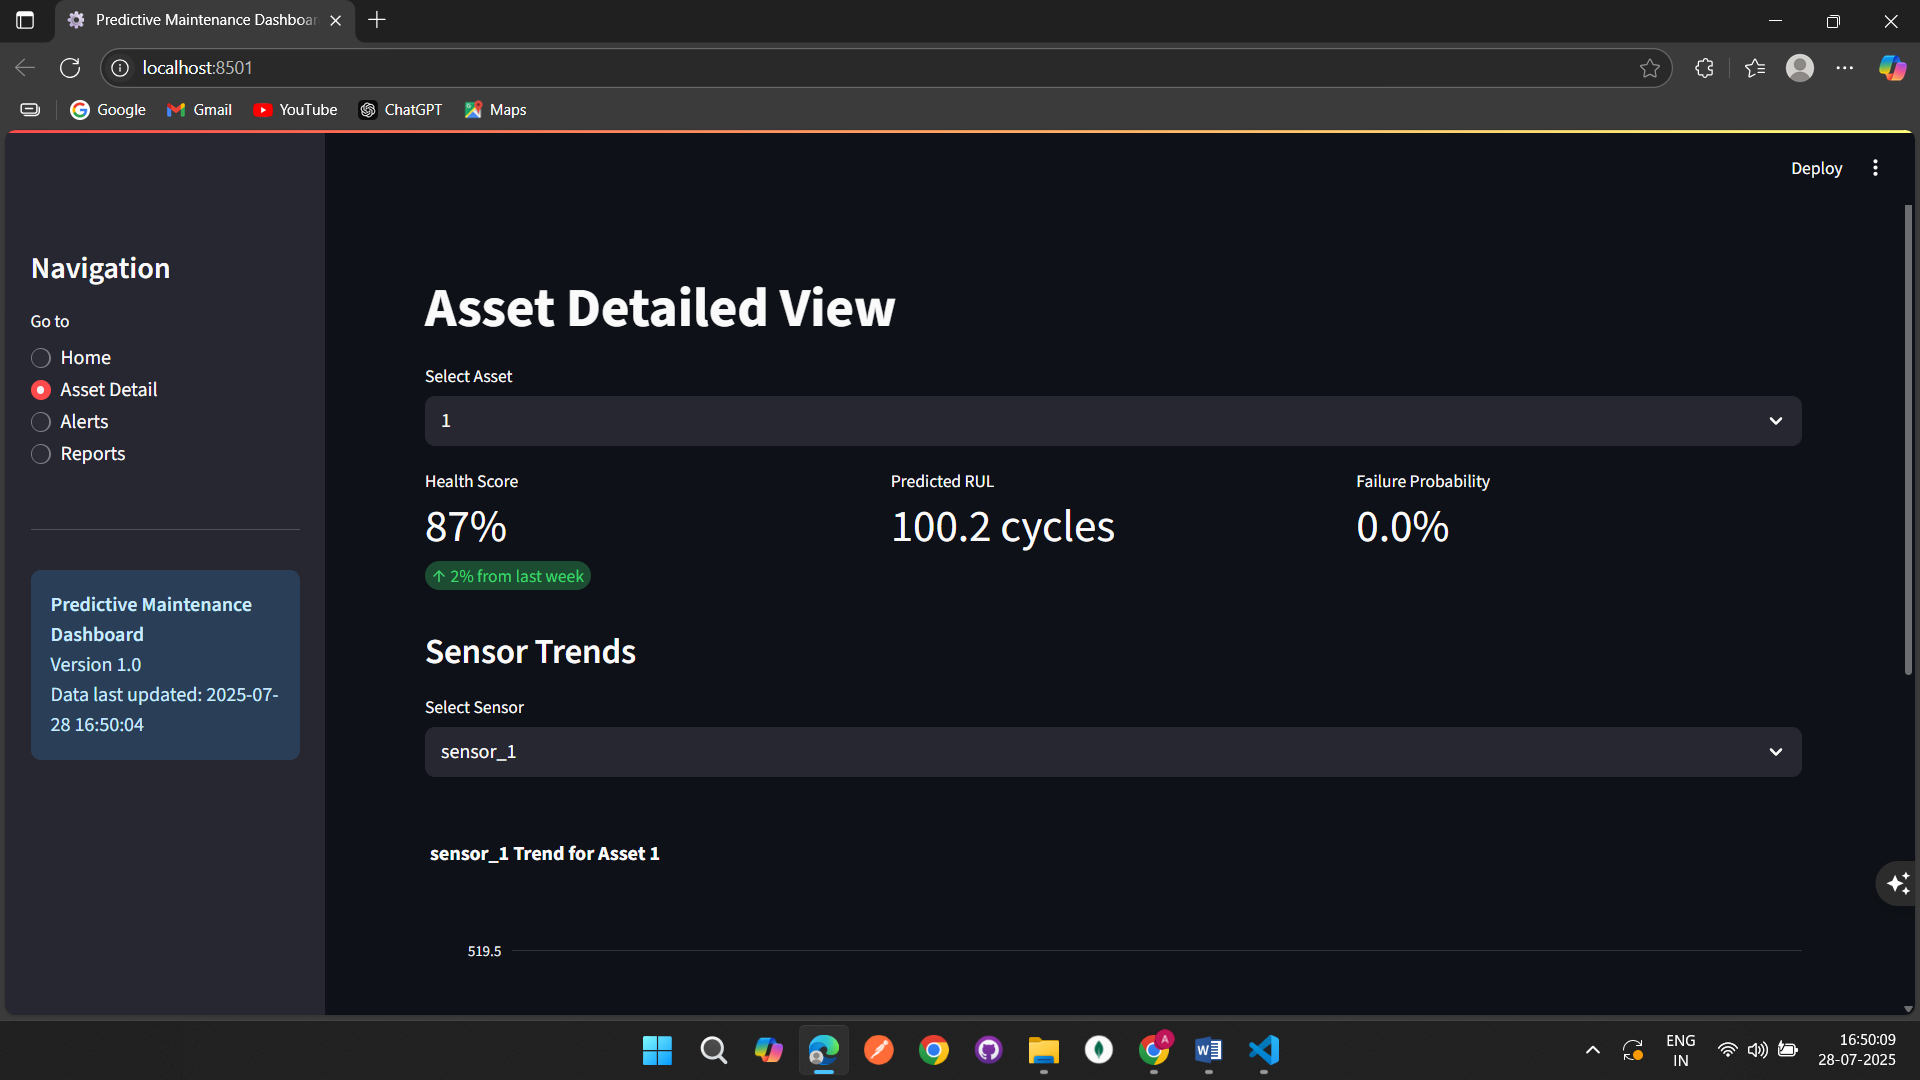 Predictive Maintenance Dashboar
localhost:8501
Google
Gmail
YouTube
ChatGPT
Maps
Deploy
Navigation
Go to
Home
Asset Detail
Alerts
Reports
Predictive Maintenance
Dashboard
Version 1.0
Data last updated: 2025-07-
28 16:50:04
Asset Detailed View
Select Asset
1
Health Score
87%
↑ 2% from last week
Predicted RUL
100.2 cycles
Failure Probability
0.0%
Sensor Trends
Select Sensor
sensor_1
sensor_1 Trend for Asset 1
519.5
A
W
ENG
IN
16:50:09
28-07-2025